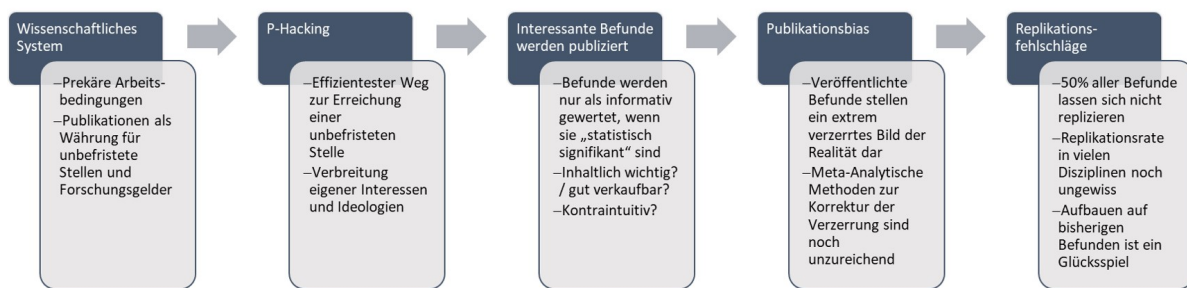 Wissenschaftliches
System
–Prekäre Arbeits-
bedingungen
–Publikationen als
Währung für
unbefristete
Stellen und
Forschungsgelder
P-Hacking
–Effizientester Weg
zur Erreichung
einer
unbefristeten
Stelle
–Verbreitung
eigener Interessen
und Ideologien
Interessante Befunde
werden publiziert
–Befunde werden
nur als informativ
gewertet, wenn
sie „statistisch
signifikant“ sind
–Inhaltlich wichtig?
/ gut verkaufbar?
–Kontraintuitiv?
Publikationsbias
–Veröffentlichte
Befunde stellen
ein extrem
verzerrtes Bild der
Realität dar
–Meta-Analytische
Methoden zur
Korrektur der
Verzerrung sind
noch
unzureichend
Replikations-
fehlschläge
–50% aller Befunde
lassen sich nicht
replizieren
–Replikationsrate
in vielen
Disziplinen noch
ungewiss
–Aufbauen auf
bisherigen
Befunden ist ein
Glücksspiel